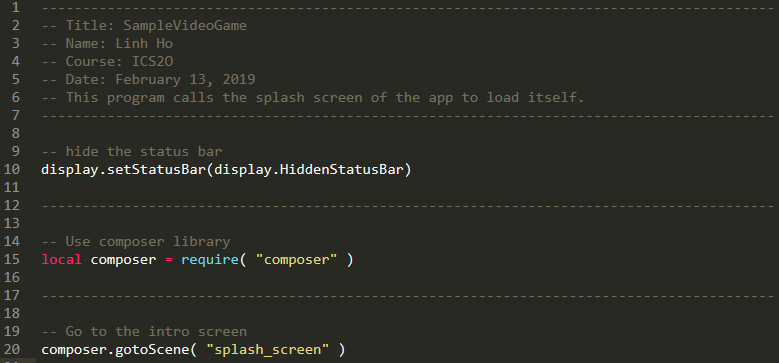 1 -----------------------------------------------------------------------------------------
2 -- Title: SampleVideoGame
3 -- Name: Linh Ho
4 -- Course: ICS2O
5 -- Date: February 13, 2019
6 -- This program calls the splash screen of the app to load itself.
7 -----------------------------------------------------------------------------------------
8
9 -- hide the status bar
10 display.setStatusBar(display.HiddenStatusBar)
11
12 -----------------------------------------------------------------------------------------
13
14 -- Use composer library
15 local composer = require( "composer" )
16
17 -----------------------------------------------------------------------------------------
18
19 -- Go to the intro screen
20 composer.gotoScene( "splash_screen" )